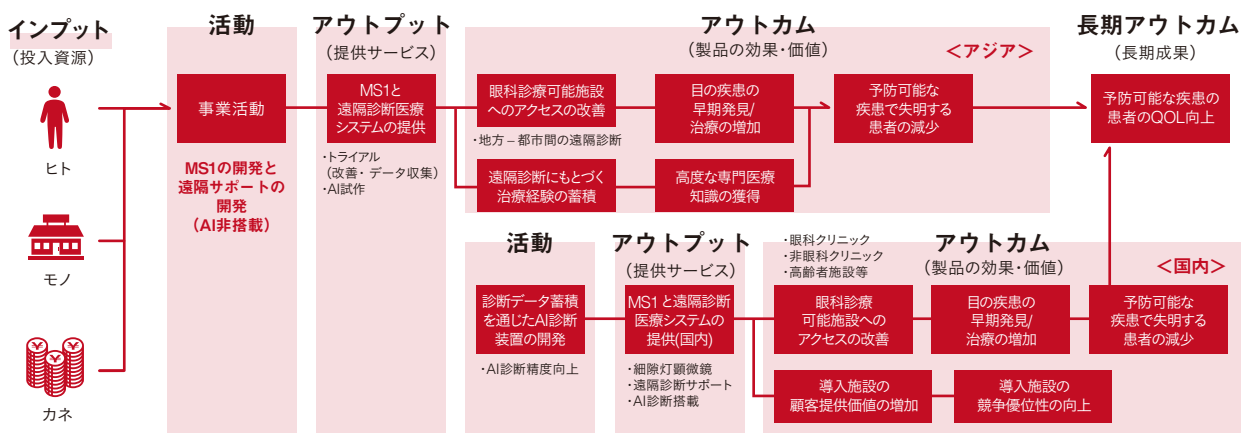 インプット
(投入資源)
ヒト
モノ
カネ
活動
事業活動
MS1の開発と
遠隔サポートの
開発
(AI非搭載)
アウトプット
(提供サービス)
MS1と
遠隔診断医療
システムの提供
・トライアル
(改善・データ収集)
・AI試作
アウトカム
(製品の効果・価値)
<アジア>
眼科診療可能施設
へのアクセスの改善
・地方 – 都市間の遠隔診断
目の疾患の
早期発見/
治療の増加
予防可能な
疾患で失明する
患者の減少
遠隔診断にもとづく
治療経験の蓄積
高度な専門医療
知識の獲得
長期アウトカム
(長期成果)
予防可能な疾患の
患者のQOL向上
活動
診断データ蓄積
を通じたAI診断
装置の開発
・AI診断精度向上
アウトプット
(提供サービス)
MS1と遠隔診断
医療システムの
提供(国内)
・細隙灯顕微鏡
・遠隔診断サポート
・AI診断搭載
・眼科クリニック
・非眼科クリニック
・高齢者施設等
アウトカム
(製品の効果・価値)
<国内>
眼科診療
可能施設への
アクセスの改善
目の疾患の
早期発見/
治療の増加
予防可能な
疾患で失明する
患者の減少
導入施設の
顧客提供価値の増加
導入施設の
競争優位性の向上